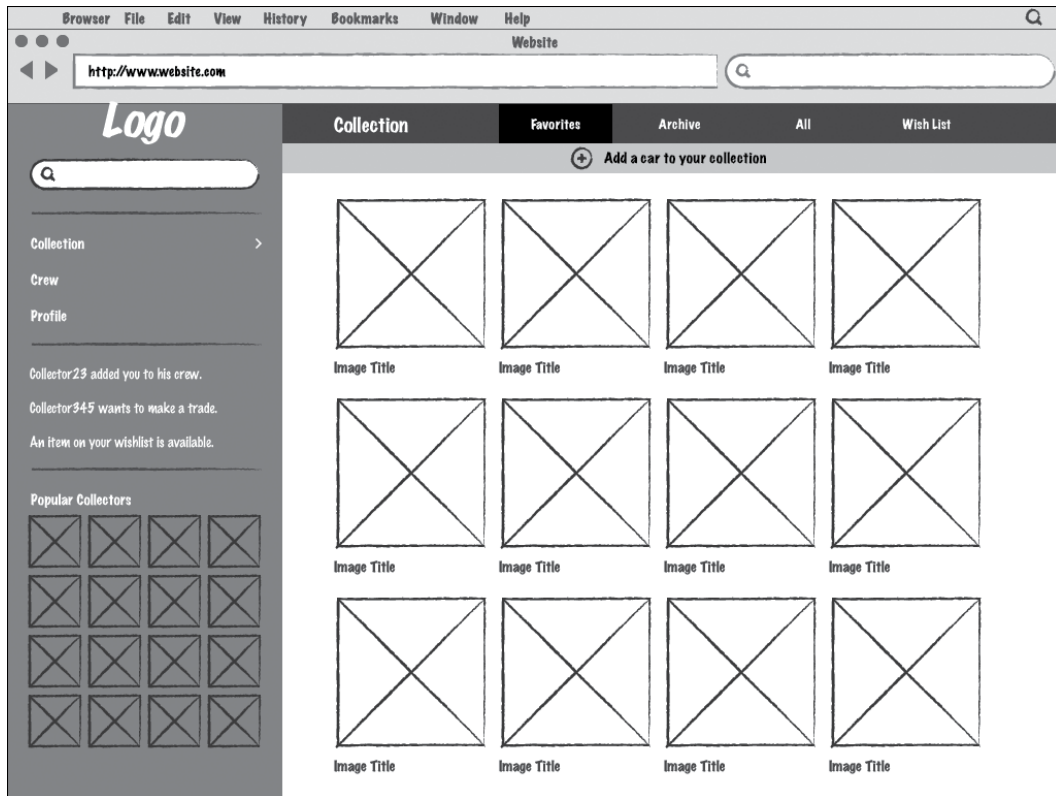 Browser File Edit View History Bookmarks Window Help
Website
http://www.website.com
Logo
Collection
Crew
Profile
Collector23 added you to his crew.
Collector345 wants to make a trade.
An item on your wishlist is available.
Popular Collectors
Collection Favorites Archive All Wish List
Add a car to your collection
Image Title Image Title Image Title Image Title
Image Title Image Title Image Title Image Title
Image Title Image Title Image Title Image Title